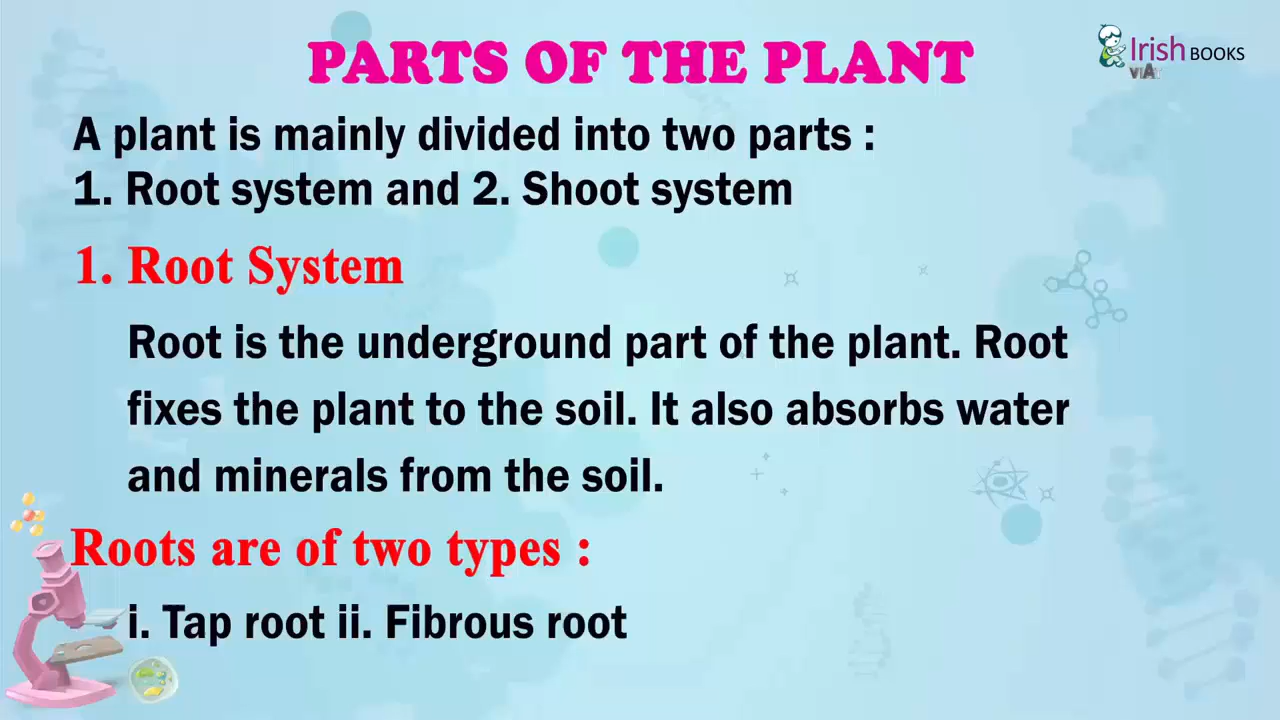 PARTS OF THE PLANT
Irish BOOKS
A plant is mainly divided into two parts :
1. Root system and 2. Shoot system
1. Root System
Root is the underground part of the plant. Root
fixes the plant to the soil. It also absorbs water
and minerals from the soil.
Roots are of two types :
i. Tap root ii. Fibrous root